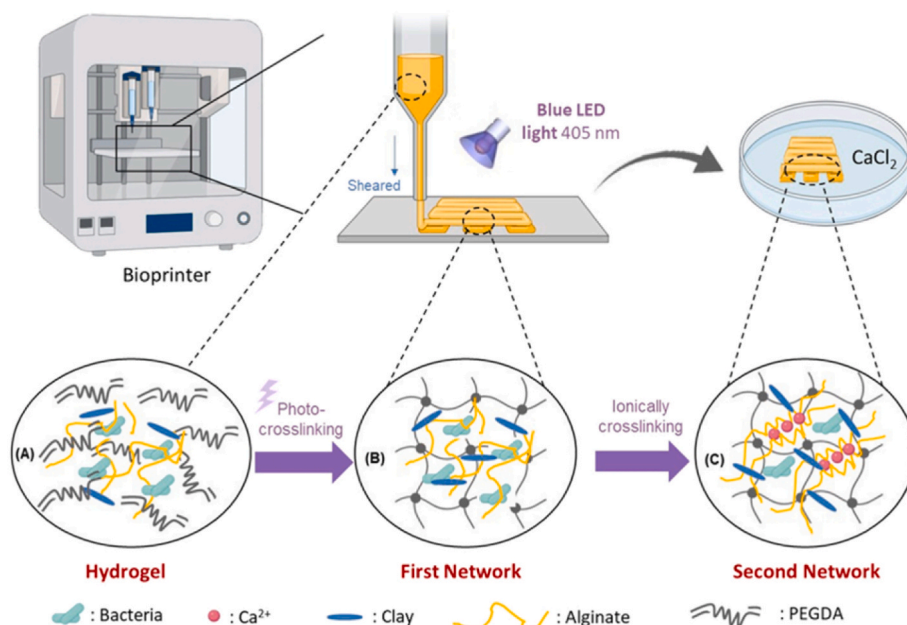 Blue LED
light 405 nm
CaCl₂
Sheared
Bioprinter
Photo-
crosslinking
Ionically
crosslinking
(A)
(B)
(C)
Hydrogel
First Network
Second Network
: Bacteria
: Ca²⁺
: Clay
: Alginate
: PEGDA